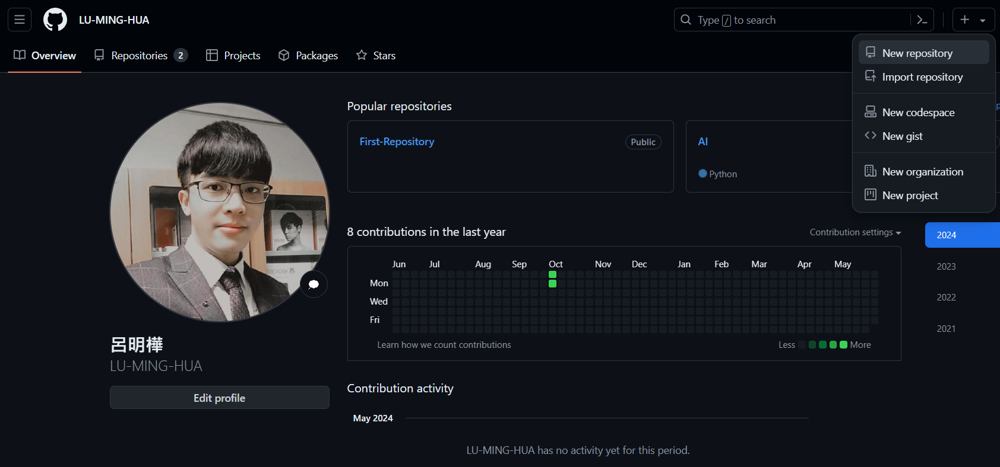 LU-MING-HUA
Type / to search
Overview
Repositories 2
Projects
Packages
Stars
New repository
Import repository
New codespace
New gist
New organization
New project
Popular repositories
First-Repository
Public
AI
Python
呂明樺
LU-MING-HUA
Edit profile
8 contributions in the last year
Contribution settings
2024
2023
2022
2021
Jun Jul Aug Sep Oct Nov Dec Jan Feb Mar Apr May
Mon
Wed
Fri
Learn how we count contributions
Less More
Contribution activity
May 2024
LU-MING-HUA has no activity yet for this period.